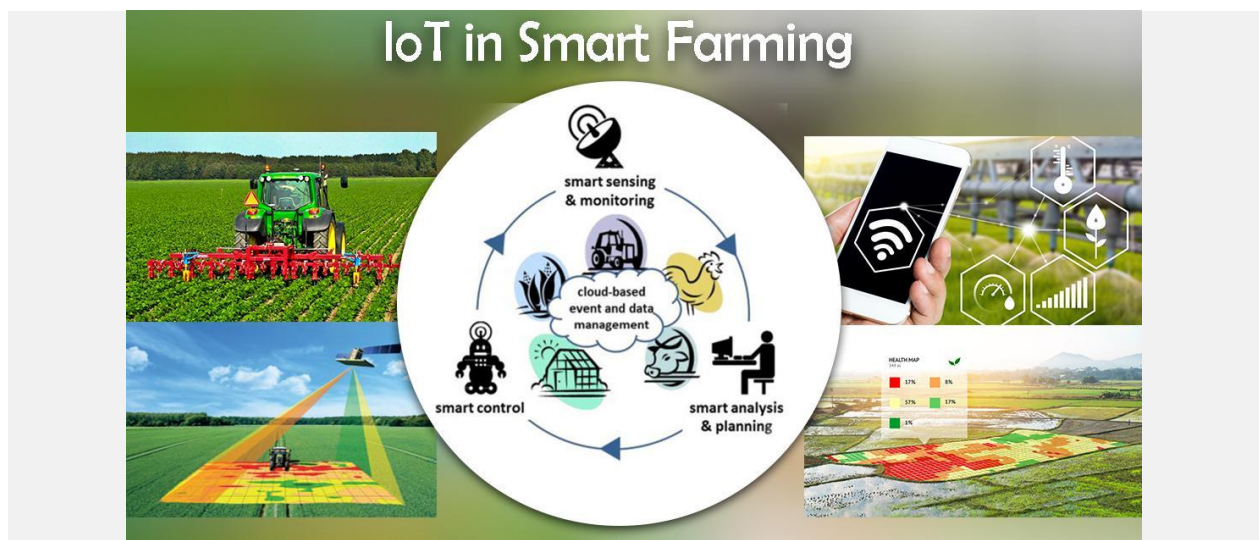 IoT in Smart Farming
smart sensing
& monitoring
cloud-based
event and data
management
smart control
smart analysis
& planning
HEALTH MAP
17%
8%
57%
17%
1%